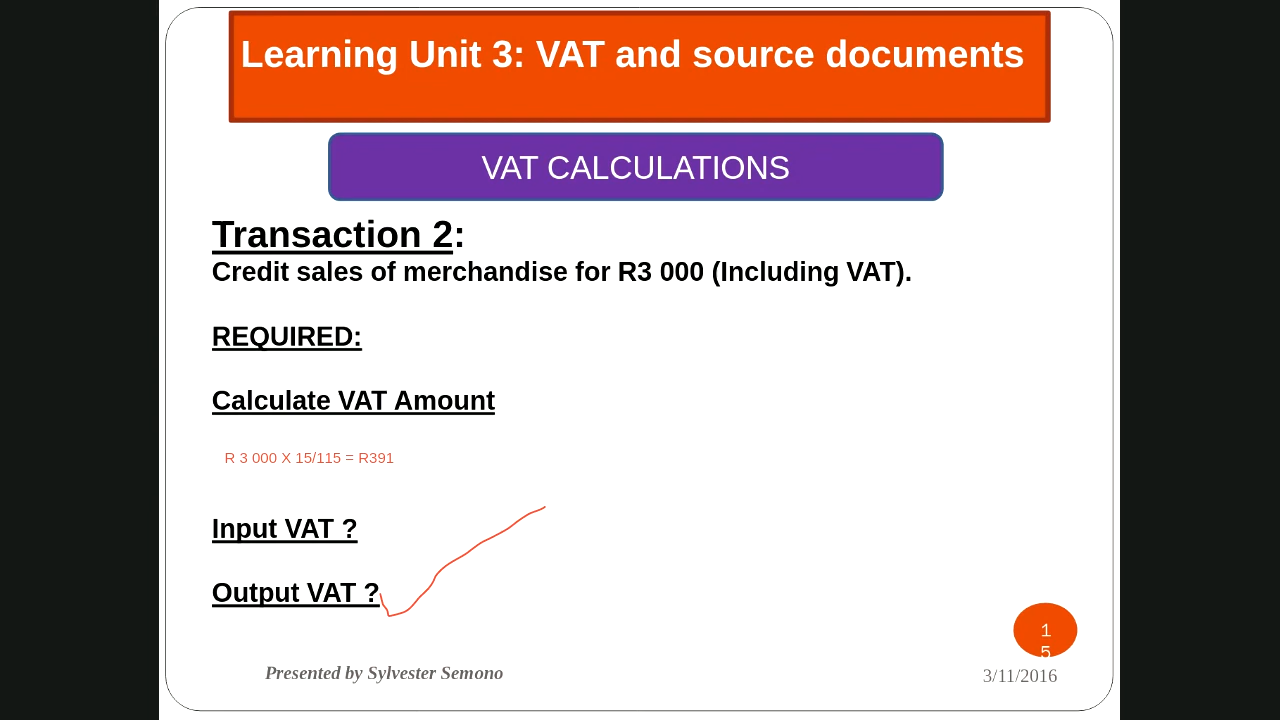 Learning Unit 3: VAT and source documents
VAT CALCULATIONS
Transaction 2:
Credit sales of merchandise for R3 000 (Including VAT).
REQUIRED:
Calculate VAT Amount
R 3 000 X 15/115 = R391
Input VAT ?
Output VAT ?
1
5
Presented by Sylvester Semono
3/11/2016